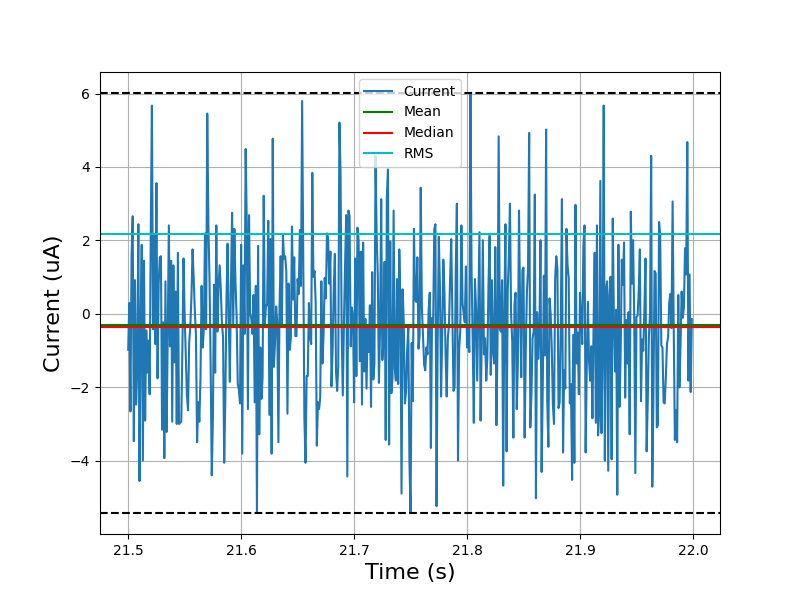 6
4
2
0
−2
−4
21.5
21.6
21.7
21.8
21.9
22.0
Current (uA)
Time (s)
Current
Mean
Median
RMS